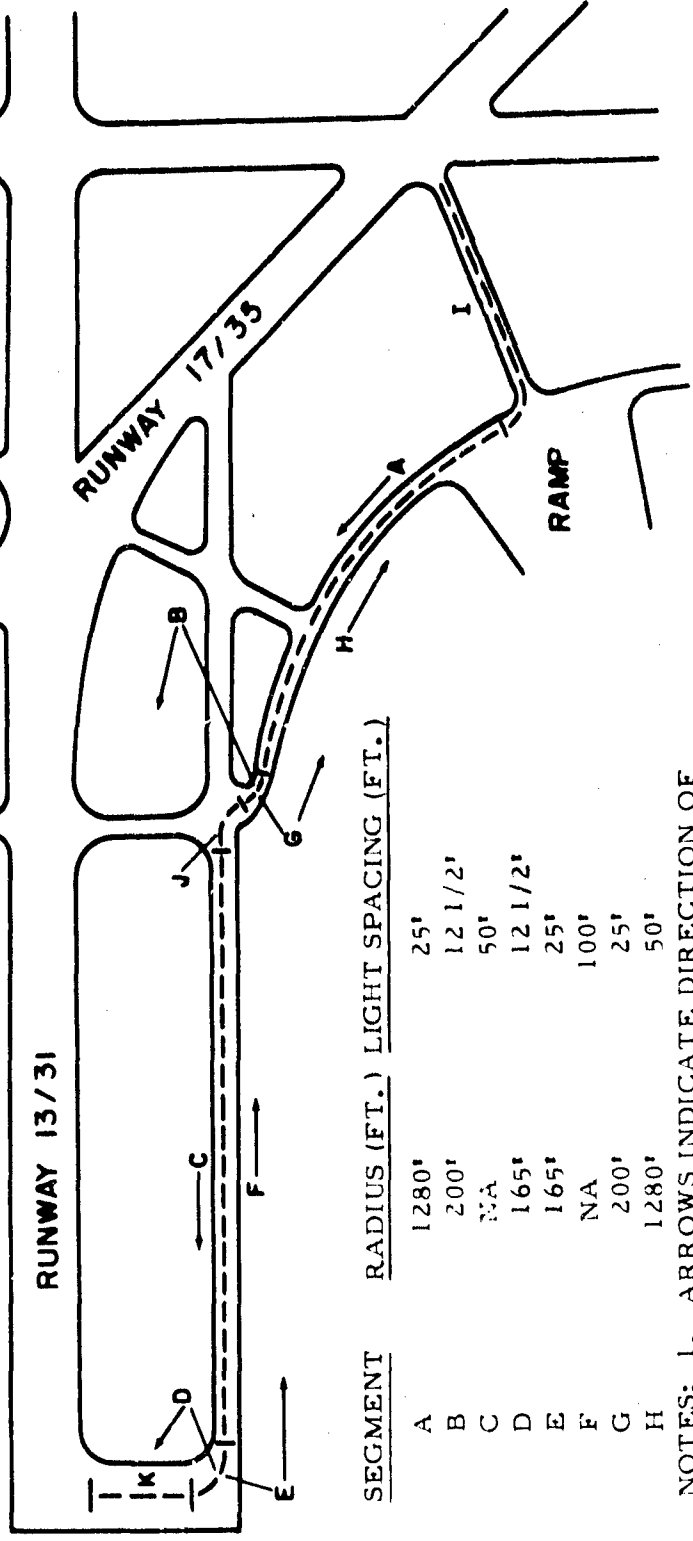 RUNWAY 13/31
RUNWAY 17/35
RAMP
A
B
C
D
E
F
G
H
I
J
K
SEGMENT RADIUS (FT.) LIGHT SPACING (FT.)
A 1280' 25'
B 200' 12 1/2'
C NA 50'
D 165' 12 1/2'
E 165' 25'
F NA 100'
G 200' 25'
H 1280' 50'
NOTES: 1. ARROWS INDICATE DIRECTION OF